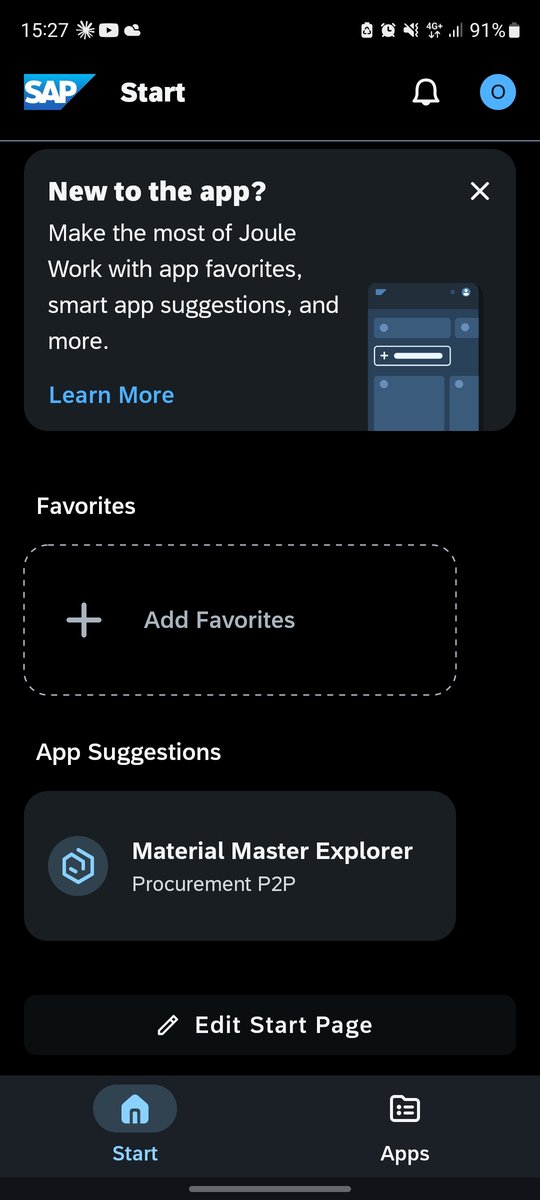 15:27
4G+
91%
SAP
Start
O
New to the app?
Make the most of Joule
Work with app favorites,
smart app suggestions, and
more.
Learn More
Favorites
Add Favorites
App Suggestions
Material Master Explorer
Procurement P2P
Edit Start Page
Start
Apps